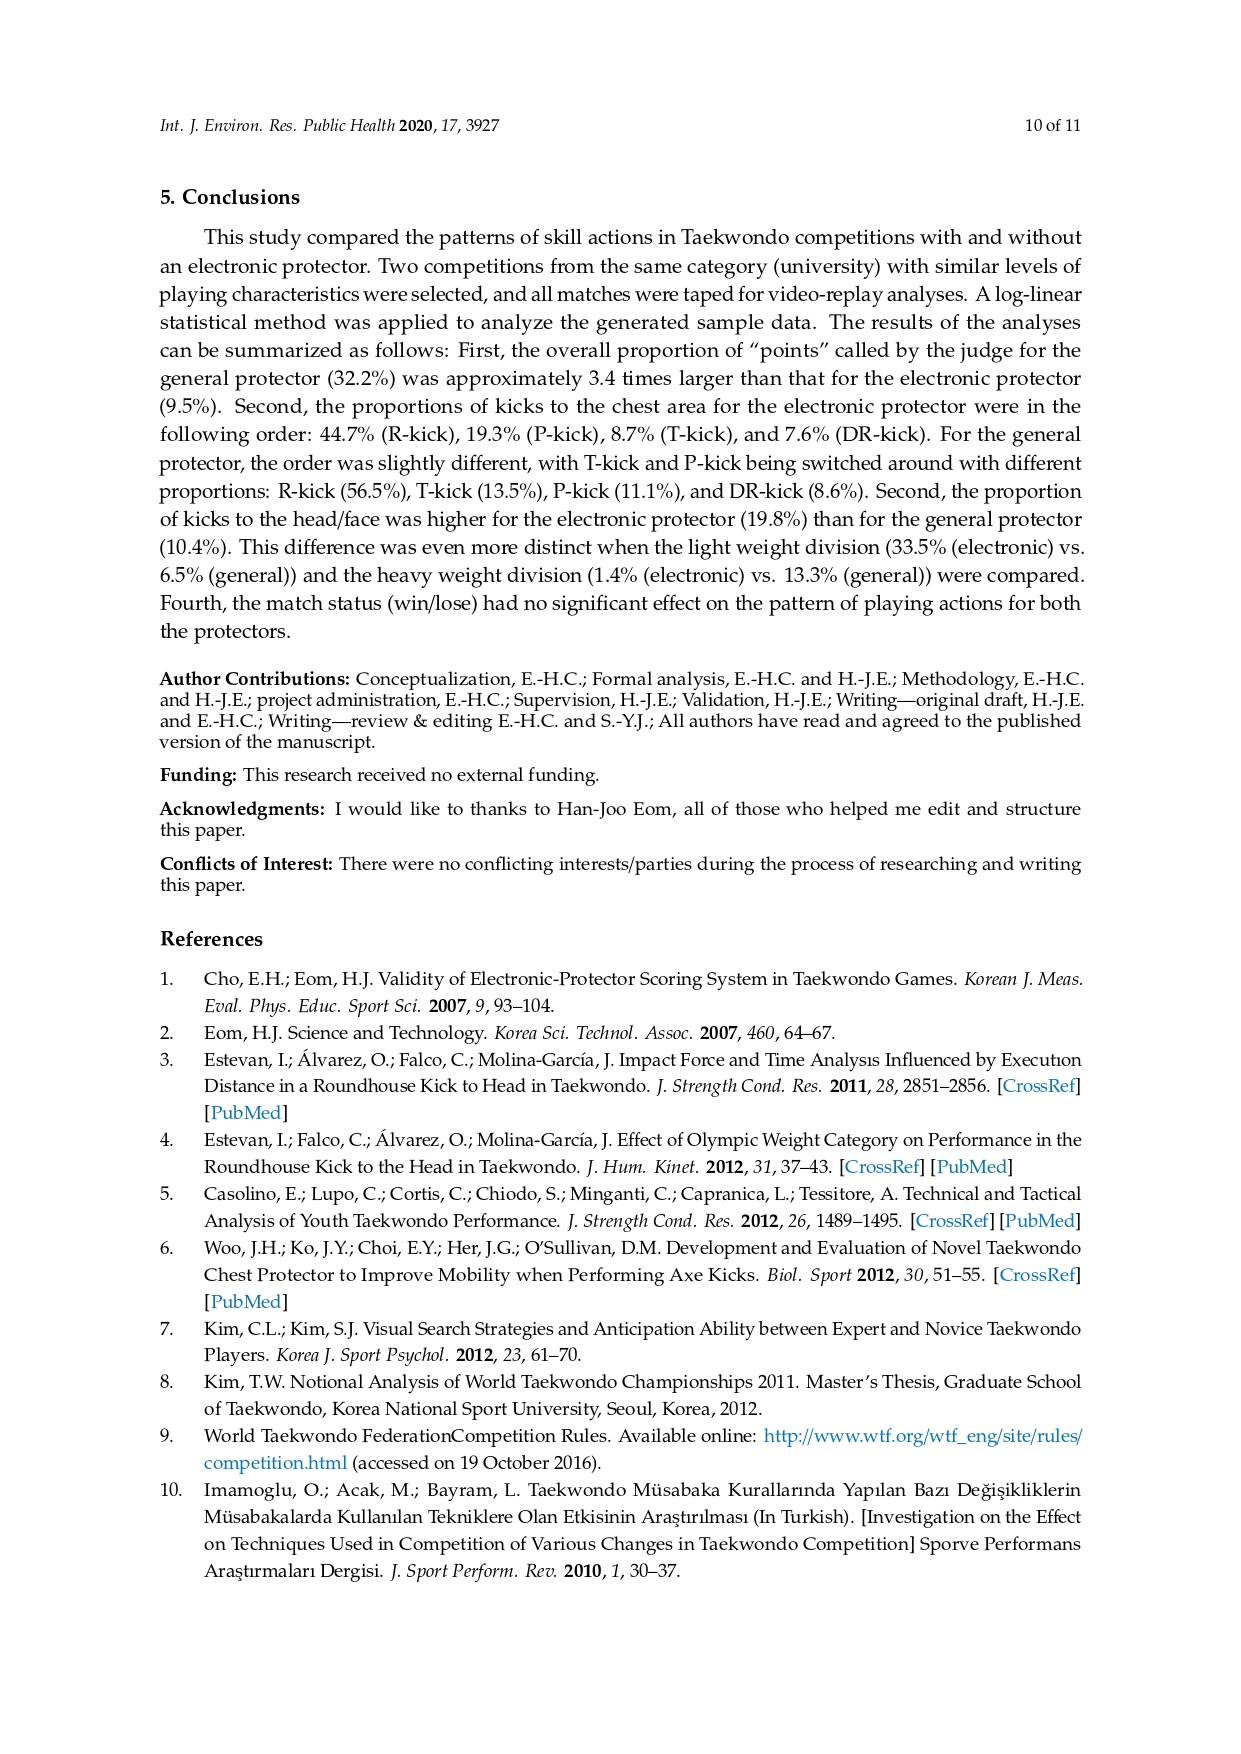 Int. J. Environ. Res. Public Health 2020, 17, 3927
10 of 11
5. Conclusions
This study compared the patterns of skill actions in Taekwondo competitions with and without
an electronic protector. Two competitions from the same category (university) with similar levels of
playing characteristics were selected, and all matches were taped for video-replay analyses. A log-linear
statistical method was applied to analyze the generated sample data. The results of the analyses
can be summarized as follows: First, the overall proportion of “points” called by the judge for the
general protector (32.2%) was approximately 3.4 times larger than that for the electronic protector
(9.5%). Second, the proportions of kicks to the chest area for the electronic protector were in the
following order: 44.7% (R-kick), 19.3% (P-kick), 8.7% (T-kick), and 7.6% (DR-kick). For the general
protector, the order was slightly different, with T-kick and P-kick being switched around with different
proportions: R-kick (56.5%), T-kick (13.5%), P-kick (11.1%), and DR-kick (8.6%). Second, the proportion
of kicks to the head/face was higher for the electronic protector (19.8%) than for the general protector
(10.4%). This difference was even more distinct when the light weight division (33.5% (electronic) vs.
6.5% (general)) and the heavy weight division (1.4% (electronic) vs. 13.3% (general)) were compared.
Fourth, the match status (win/lose) had no significant effect on the pattern of playing actions for both
the protectors.
Author Contributions: Conceptualization, E.-H.C.; Formal analysis, E.-H.C. and H.-J.E.; Methodology, E.-H.C.
and H.-J.E.; project administration, E.-H.C.; Supervision, H.-J.E.; Validation, H.-J.E.; Writing—original draft, H.-J.E.
and E.-H.C.; Writing—review & editing E.-H.C. and S.-Y.J.; All authors have read and agreed to the published
version of the manuscript.
Funding: This research received no external funding.
Acknowledgments: I would like to thanks to Han-Joo Eom, all of those who helped me edit and structure
this paper.
Conflicts of Interest: There were no conflicting interests/parties during the process of researching and writing
this paper.
References
1. Cho, E.H.; Eom, H.J. Validity of Electronic-Protector Scoring System in Taekwondo Games. Korean J. Meas.
Eval. Phys. Educ. Sport Sci. 2007, 9, 93–104.
2. Eom, H.J. Science and Technology. Korea Sci. Technol. Assoc. 2007, 460, 64–67.
3. Estevan, I.; Álvarez, O.; Falco, C.; Molina-García, J. Impact Force and Time Analysis Influenced by Execution
Distance in a Roundhouse Kick to Head in Taekwondo. J. Strength Cond. Res. 2011, 28, 2851–2856. [CrossRef]
[PubMed]
4. Estevan, I.; Falco, C.; Álvarez, O.; Molina-García, J. Effect of Olympic Weight Category on Performance in the
Roundhouse Kick to the Head in Taekwondo. J. Hum. Kinet. 2012, 31, 37–43. [CrossRef] [PubMed]
5. Casolino, E.; Lupo, C.; Cortis, C.; Chiodo, S.; Minganti, C.; Capranica, L.; Tessitore, A. Technical and Tactical
Analysis of Youth Taekwondo Performance. J. Strength Cond. Res. 2012, 26, 1489–1495. [CrossRef] [PubMed]
6. Woo, J.H.; Ko, J.Y.; Choi, E.Y.; Her, J.G.; O’Sullivan, D.M. Development and Evaluation of Novel Taekwondo
Chest Protector to Improve Mobility when Performing Axe Kicks. Biol. Sport 2012, 30, 51–55. [CrossRef]
[PubMed]
7. Kim, C.L.; Kim, S.J. Visual Search Strategies and Anticipation Ability between Expert and Novice Taekwondo
Players. Korea J. Sport Psychol. 2012, 23, 61–70.
8. Kim, T.W. Notional Analysis of World Taekwondo Championships 2011. Master’s Thesis, Graduate School
of Taekwondo, Korea National Sport University, Seoul, Korea, 2012.
9. World Taekwondo FederationCompetition Rules. Available online: http://www.wtf.org/wtf_eng/site/rules/
competition.html (accessed on 19 October 2016).
10. Imamoglu, O.; Acak, M.; Bayram, L. Taekwondo Müsabaka Kurallarında Yapılan Bazı Değişikliklerin
Müsabakalarda Kullanılan Tekniklere Olan Etkisinin Araştırılması (In Turkish). [Investigation on the Effect
on Techniques Used in Competition of Various Changes in Taekwondo Competition] Sporve Performans
Araştırmaları Dergisi. J. Sport Perform. Rev. 2010, 1, 30–37.